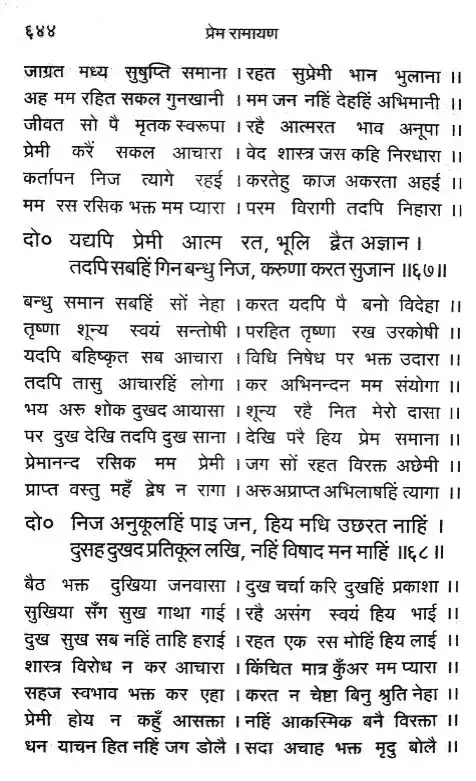 ६४४
प्रेम रामायण
जाग्रत मध्य सुषुप्ति समाना । रहत सुप्रेमी भान भुलाना ॥
अह मम रहित सकल गुनखानी । मम जन नहिं देहहिं अभिमानी ॥
जीवत सो पै मृतक स्वरूपा । रहै आत्मरत भाव अनूपा ॥
प्रेमी करैं सकल आचारा । वेद शास्त्र जस कहि निरधारा ॥
कर्तापन निज त्यागे रहई । करतेहु काज अकरता अहई ॥
मम रस रसिक भक्त मम प्यारा । परम विरागी तदपि निहारा ॥
दो० यद्यपि प्रेमी आत्म रत, भूलि द्वैत अज्ञान ।
तदपि सबहिं गिन बन्धु निज, करुणा करत सुजान ॥६७॥
बन्धु समान सबहिं सों नेहा । करत यदपि पै बनो विदेहा ॥
तृष्णा शून्य स्वयं सन्तोषी । परहित तृष्णा रख उरकोषी ॥
यदपि बहिष्कृत सब आचारा । विधि निषेध पर भक्त उदारा ॥
तदपि तासु आचारहिं लोगा । कर अभिनन्दन मम संयोगा ॥
भय अरु शोक दुखद आयासा । शून्य रहै नित मेरो दासा ॥
पर दुख देखि तदपि दुख साना । देखि परै हिय प्रेम समाना ॥
प्रेमानन्द रसिक मम प्रेमी । जग सों रहत विरक्त अछेमी ॥
प्राप्त वस्तु महँ द्वेष न रागा । अरु अप्राप्त अभिलाषहिं त्यागा ॥
दो० निज अनुकूलहिं पाइ जन, हिय मधि उछरत नाहिं ।
दुसह दुखद प्रतिकूल लखि, नहिं विषाद मन माहिं ॥६८॥
बैठ भक्त दुखिया जनवासा । दुख चर्चा करि दुखहिं प्रकाशा ॥
सुखिया सँग सुख गाथा गाई । रहै असंग स्वयं हिय भाई ॥
दुख सुख सब नहिं ताहि हराई । रहत एक रस मोहिं हिय लाई ॥
शास्त्र विरोध न कर आचारा । किंचित मात्र कुँअर मम प्यारा ॥
सहज स्वभाव भक्त कर एहा । करत न चेष्टा बिनु श्रुति नेहा ॥
प्रेमी होय न कहुँ आसक्ता । नहिं आकस्मिक बनै विरक्ता ॥
धन याचन हित नहिं जग डोलै । सदा अचाह भक्त मृदु बोलै ॥